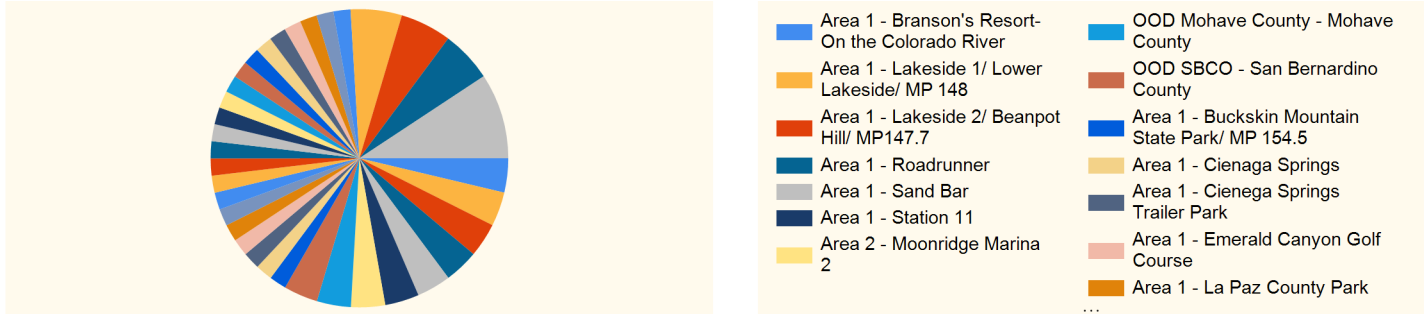 Area 1 - Branson's Resort-
On the Colorado River
Area 1 - Lakeside 1/ Lower
Lakeside/ MP 148
Area 1 - Lakeside 2/ Beanpot
Hill/ MP147.7
Area 1 - Roadrunner
Area 1 - Sand Bar
Area 1 - Station 11
Area 2 - Moonridge Marina
2
OOD Mohave County - Mohave
County
OOD SBCO - San Bernardino
County
Area 1 - Buckskin Mountain
State Park/ MP 154.5
Area 1 - Cienaga Springs
Area 1 - Cienega Springs
Trailer Park
Area 1 - Emerald Canyon Golf
Course
Area 1 - La Paz County Park
...